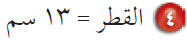 ٤ القطر = ١٣ سم